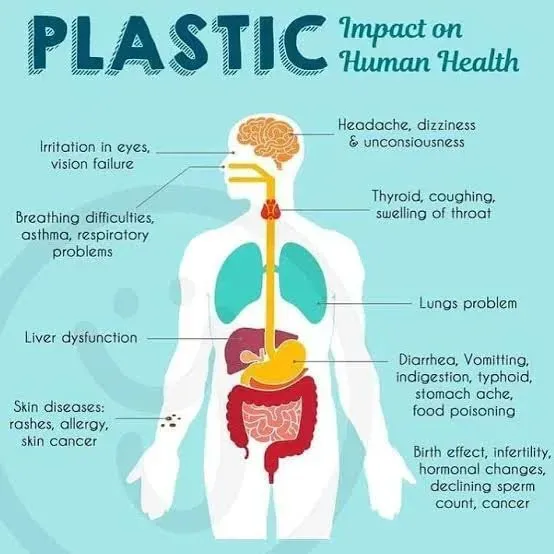 PLASTIC Impact on
Human Health
Headache, dizziness
& unconsiousness
Irritation in eyes,
vision failure
Thyroid, coughing,
swelling of throat
Breathing difficulties,
asthma, respiratory
problems
Lungs problem
Liver dysfunction
Diarrhea, Vomitting,
indigestion, typhoid,
stomach ache,
food poisoning
Skin diseases:
rashes, allergy,
skin cancer
Birth effect, infertility,
hormonal changes,
declining sperm
count, cancer